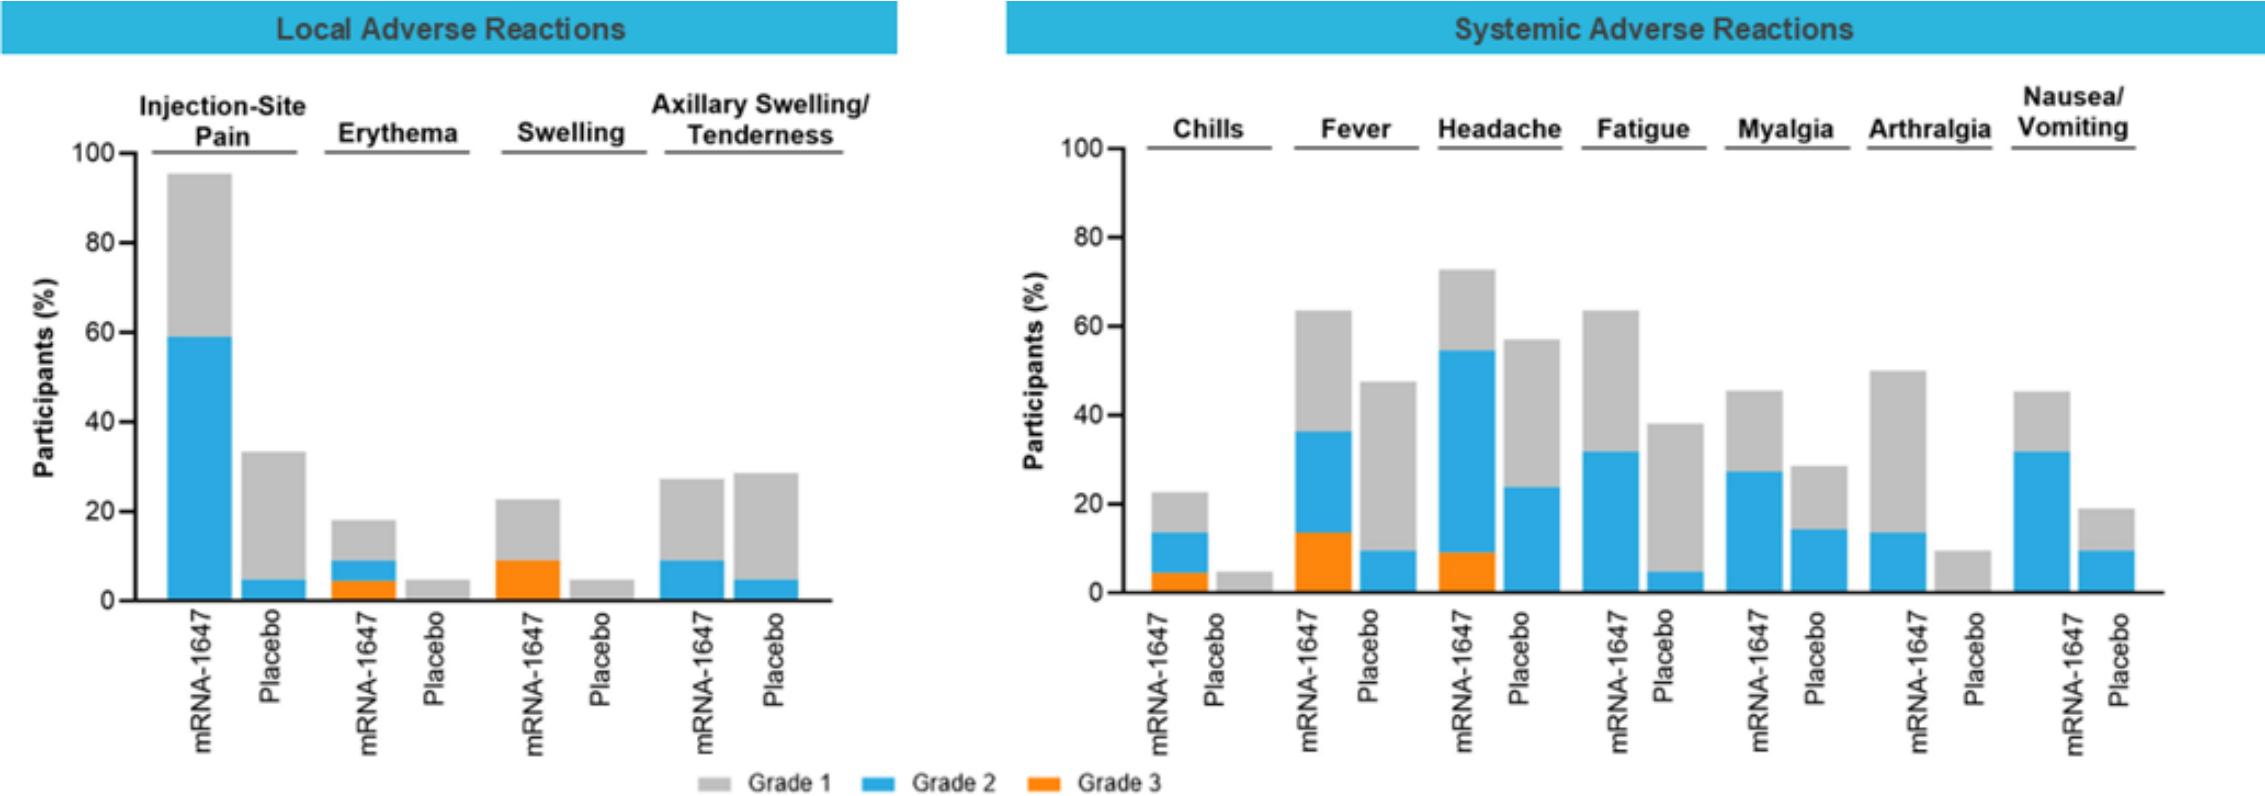 Local Adverse Reactions
Injection-Site
Pain
Erythema
Swelling
Axillary Swelling/
Tenderness
Participants (%)
100
80
60
40
20
0
mRNA-1647
Placebo
mRNA-1647
Placebo
mRNA-1647
Placebo
mRNA-1647
Placebo
Systemic Adverse Reactions
Chills
Fever
Headache
Fatigue
Myalgia
Arthralgia
Nausea/
Vomiting
Participants (%)
100
80
60
40
20
0
mRNA-1647
Placebo
mRNA-1647
Placebo
mRNA-1647
Placebo
mRNA-1647
Placebo
mRNA-1647
Placebo
mRNA-1647
Placebo
mRNA-1647
Placebo
Grade 1
Grade 2
Grade 3